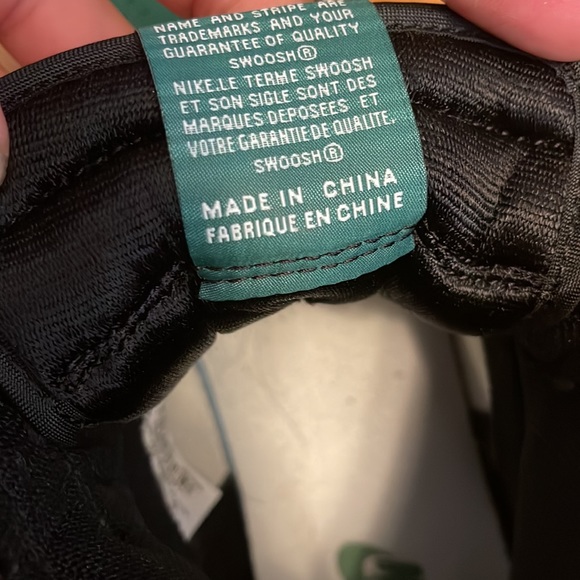 NAME AND STRIPE ARE
TRADEMARKS AND YOUR
GUARANTEE OF QUALITY
SWOOSH®
NIKE.LE TERME SWOOSH
ET SON SIGLE SONT DES
MARQUES DEPOSEES ET
VOTRE GARANTIE DE QUALITE.
SWOOSH®
MADE IN CHINA
FABRIQUE EN CHINE